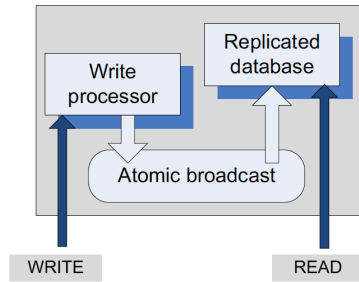 Write
processor
Replicated
database
Atomic broadcast
WRITE
READ